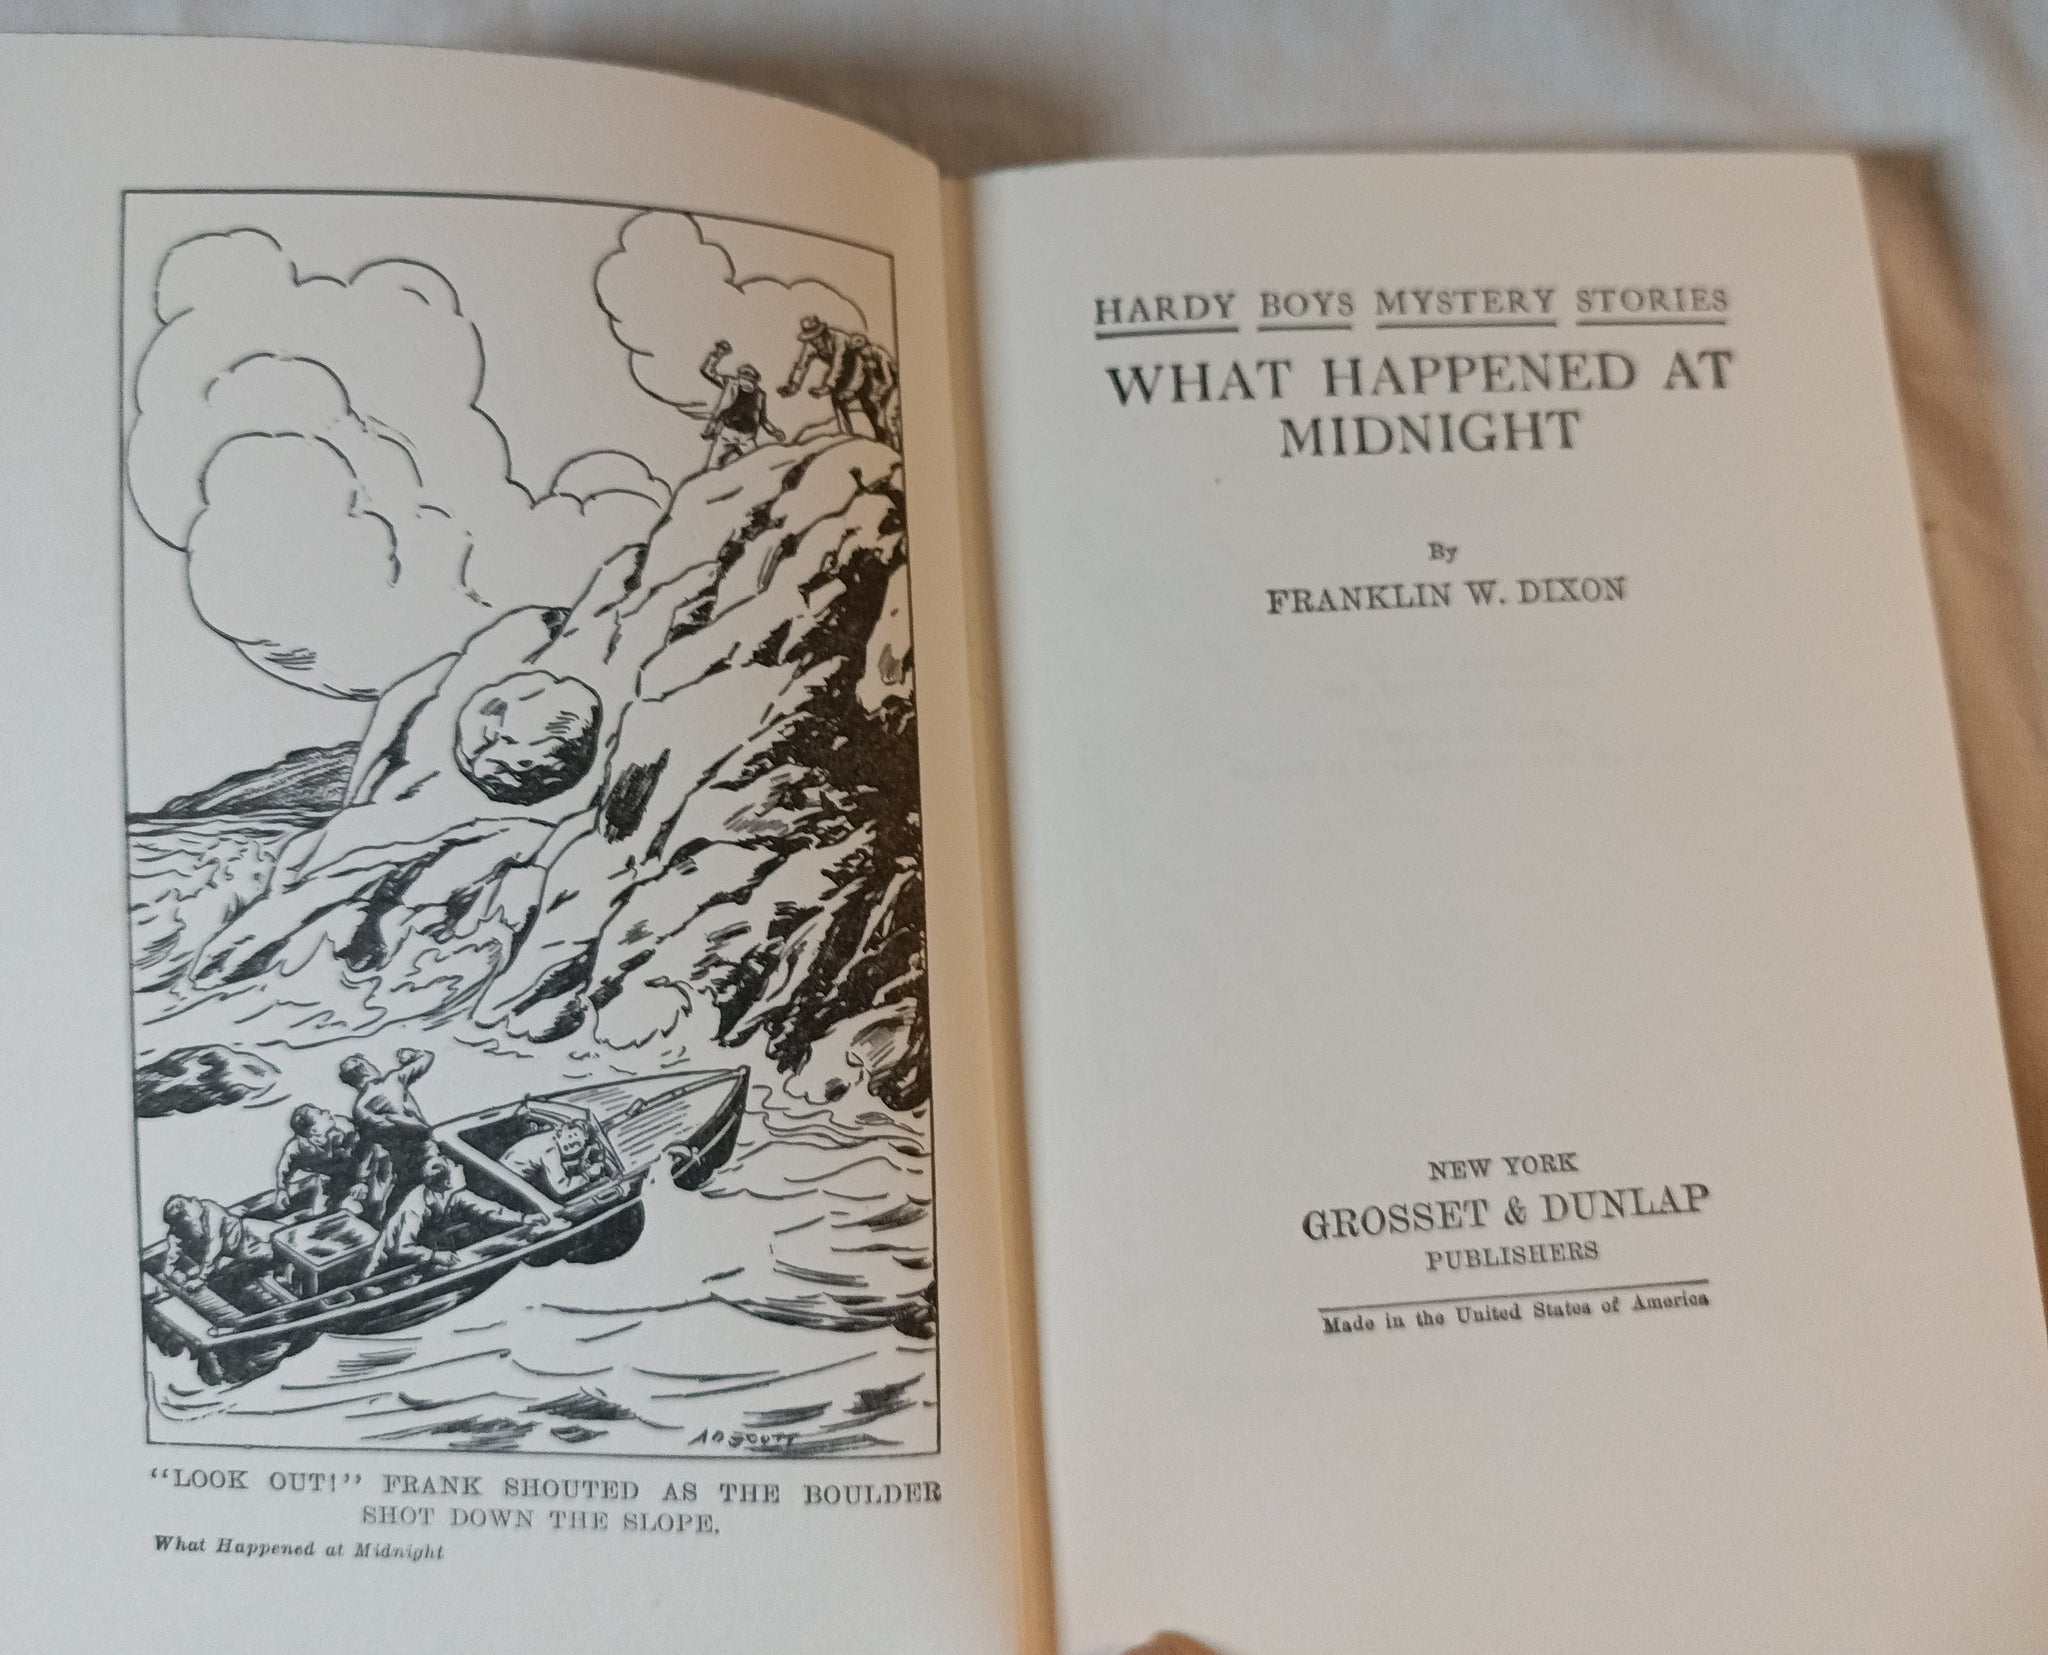 A O SCOTT
“LOOK OUT!” FRANK SHOUTED AS THE BOULDER
SHOT DOWN THE SLOPE.
What Happened at Midnight
HARDY BOYS MYSTERY STORIES
WHAT HAPPENED AT
MIDNIGHT
By
FRANKLIN W. DIXON
NEW YORK
GROSSET & DUNLAP
PUBLISHERS
Made in the United States of America